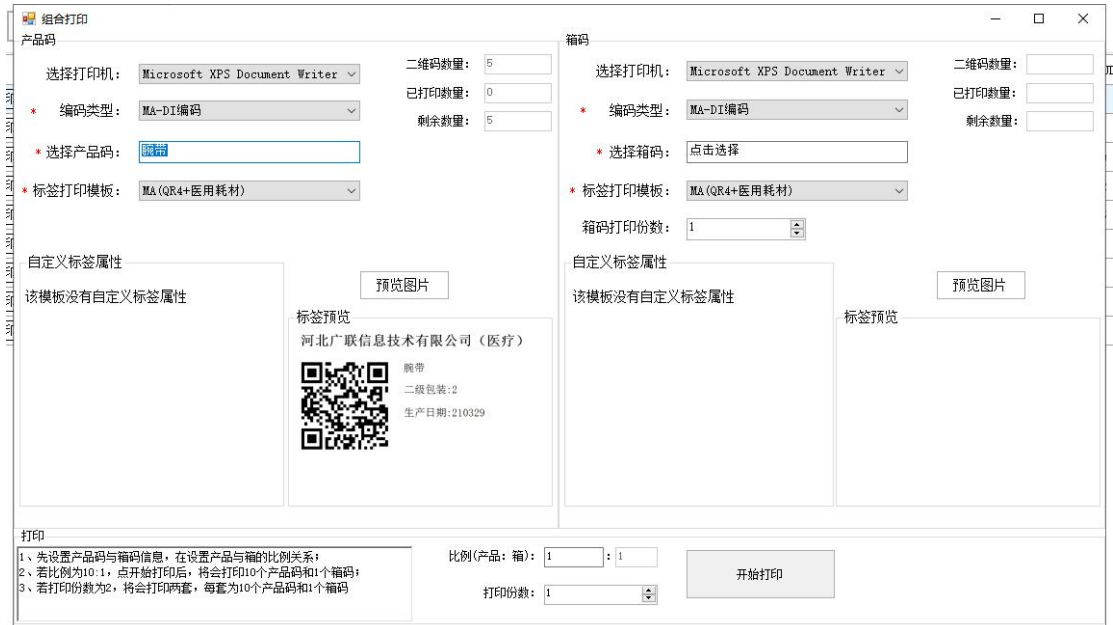 组合打印
产品码
选择打印机：
Microsoft XPS Document Writer
二维码数量：
5
已打印数量：
0
* 编码类型：
MA-DI编码
剩余数量：
5
* 选择产品码：
腕带
* 标签打印模板：
MA(QR4+医用耗材)
自定义标签属性
该模板没有自定义标签属性
预览图片
标签预览
河北广联信息技术有限公司（医疗）
腕带
二级包装:2
生产日期:210329
箱码
选择打印机：
Microsoft XPS Document Writer
二维码数量：
已打印数量：
* 编码类型：
MA-DI编码
剩余数量：
* 选择箱码：
点击选择
* 标签打印模板：
MA(QR4+医用耗材)
箱码打印份数：
1
自定义标签属性
该模板没有自定义标签属性
预览图片
标签预览
打印
1、先设置产品码与箱码信息，在设置产品与箱的比例关系；
2、若比例为10:1，点开始打印后，将会打印10个产品码和1个箱码；
3、若打印份数为2，将会打印两套，每套为10个产品码和1个箱码
比例(产品：箱)：
1 : 1
打印份数：
1
开始打印